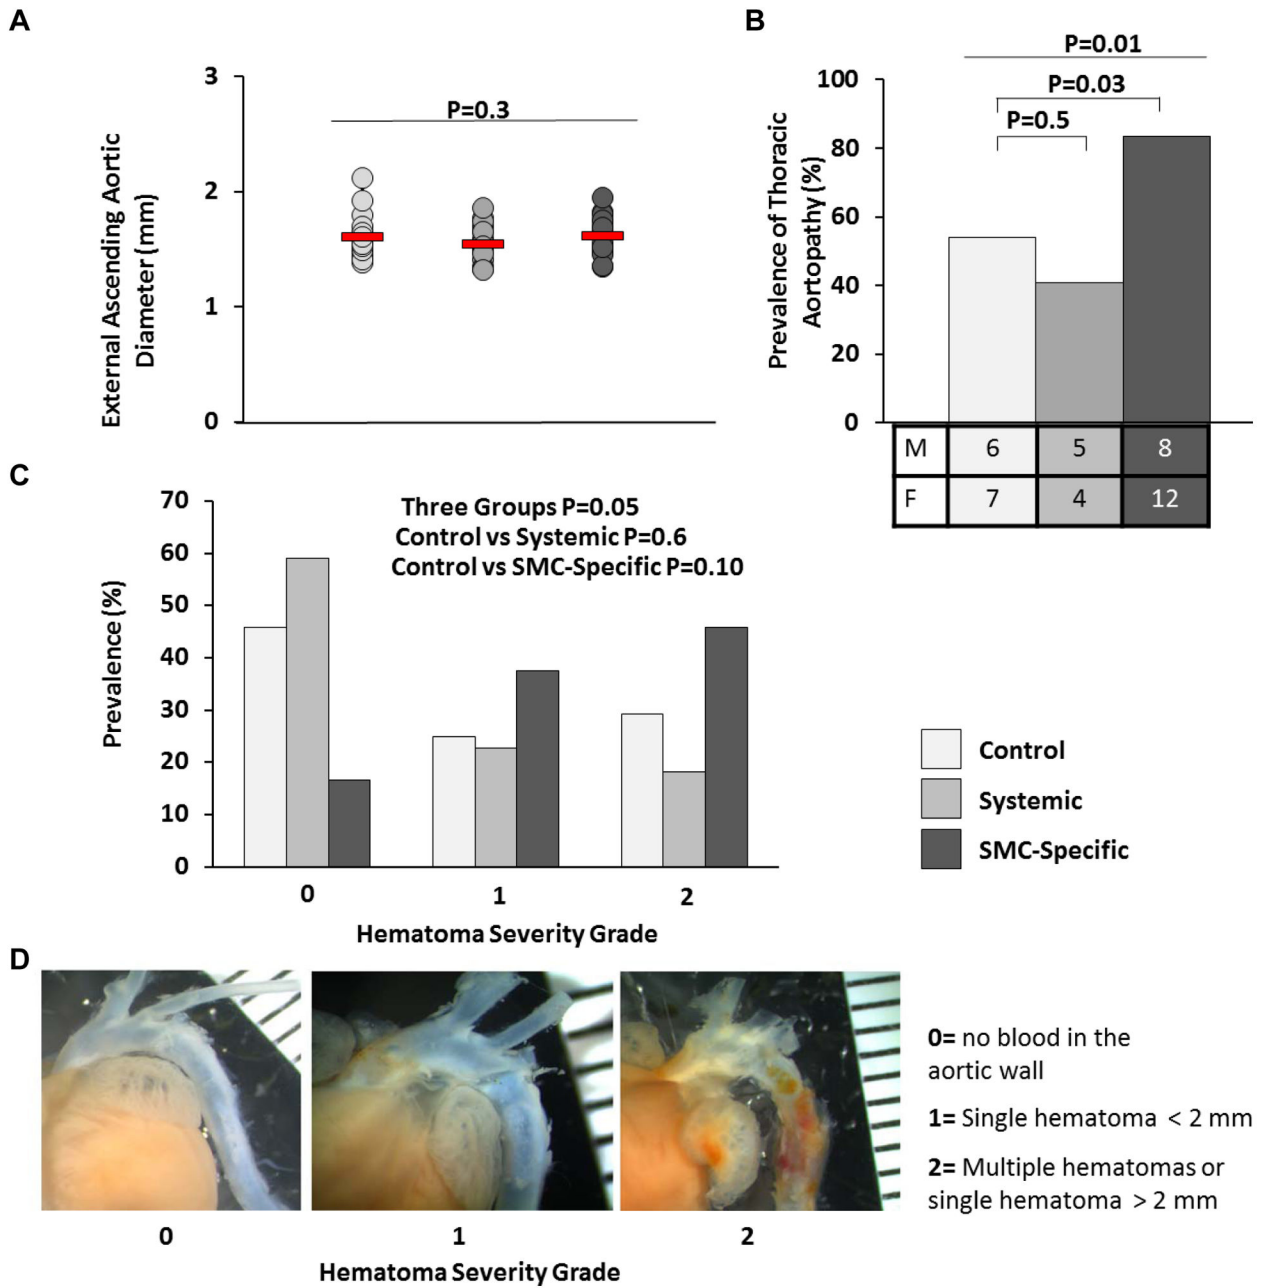 A
External Ascending Aortic
Diameter (mm)
3
2
1
0
P=0.3
B
Prevalence of Thoracic
Aortopathy (%)
100
80
60
40
20
0
P=0.01
P=0.03
P=0.5
M 6 5 8
F 7 4 12
C
Prevalence (%)
70
60
50
40
30
20
10
0
Three Groups P=0.05
Control vs Systemic P=0.6
Control vs SMC-Specific P=0.10
0 1 2
Hematoma Severity Grade
Control
Systemic
SMC-Specific
D
0 1 2
Hematoma Severity Grade
0= no blood in the
aortic wall
1= Single hematoma < 2 mm
2= Multiple hematomas or
single hematoma > 2 mm